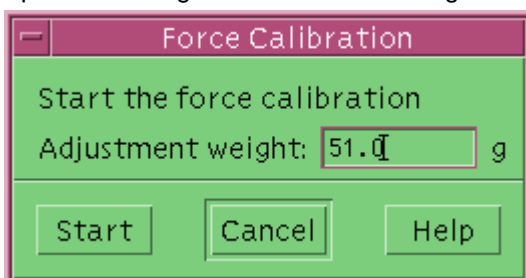 Force Calibration
Start the force calibration
Adjustment weight: 51.0 g
Start Cancel Help